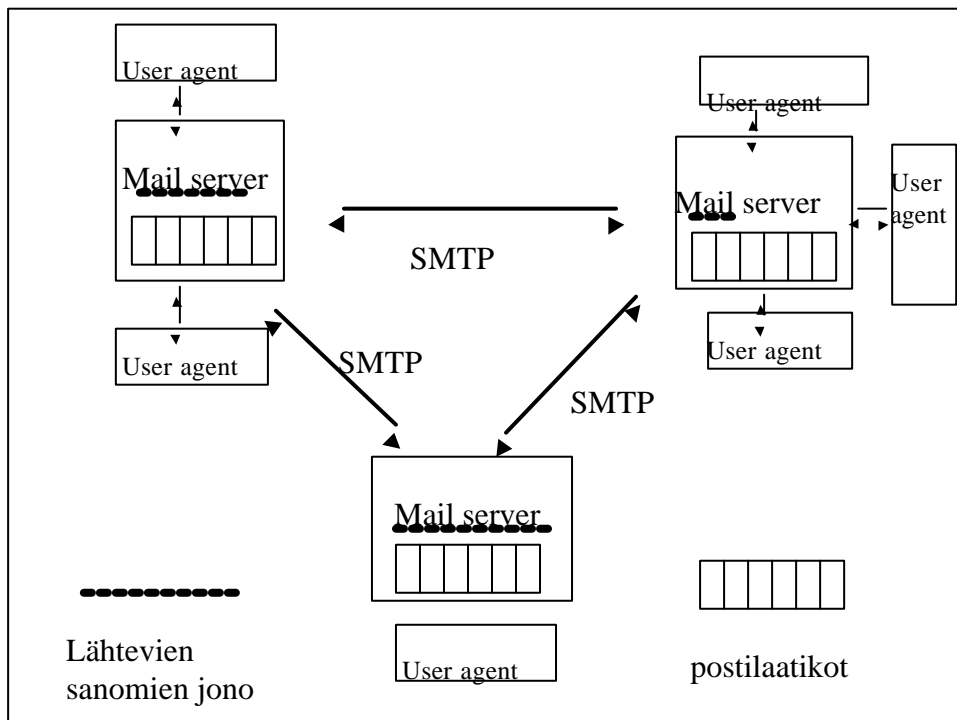 User agent
User agent
Mail server
User
agent
Mail server
SMTP
User agent
User agent
SMTP
SMTP
Mail server
Lähtevien
sanomien jono
User agent
postilaatikot